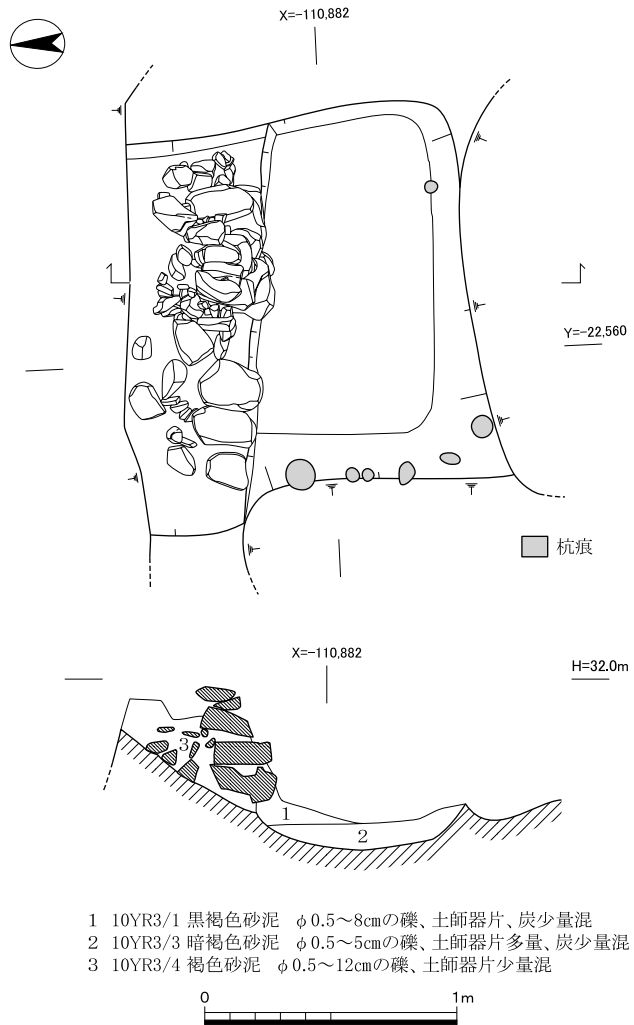 X=-110,882
Y=-22,560
杭痕
X=-110,882
H=32.0m
3
1
2
1 10YR3/1 黒褐色砂泥 φ0.5〜8cmの礫、土師器片、炭少量混
2 10YR3/3 暗褐色砂泥 φ0.5〜5cmの礫、土師器片多量、炭少量混
3 10YR3/4 褐色砂泥 φ0.5〜12cmの礫、土師器片少量混
0 1m